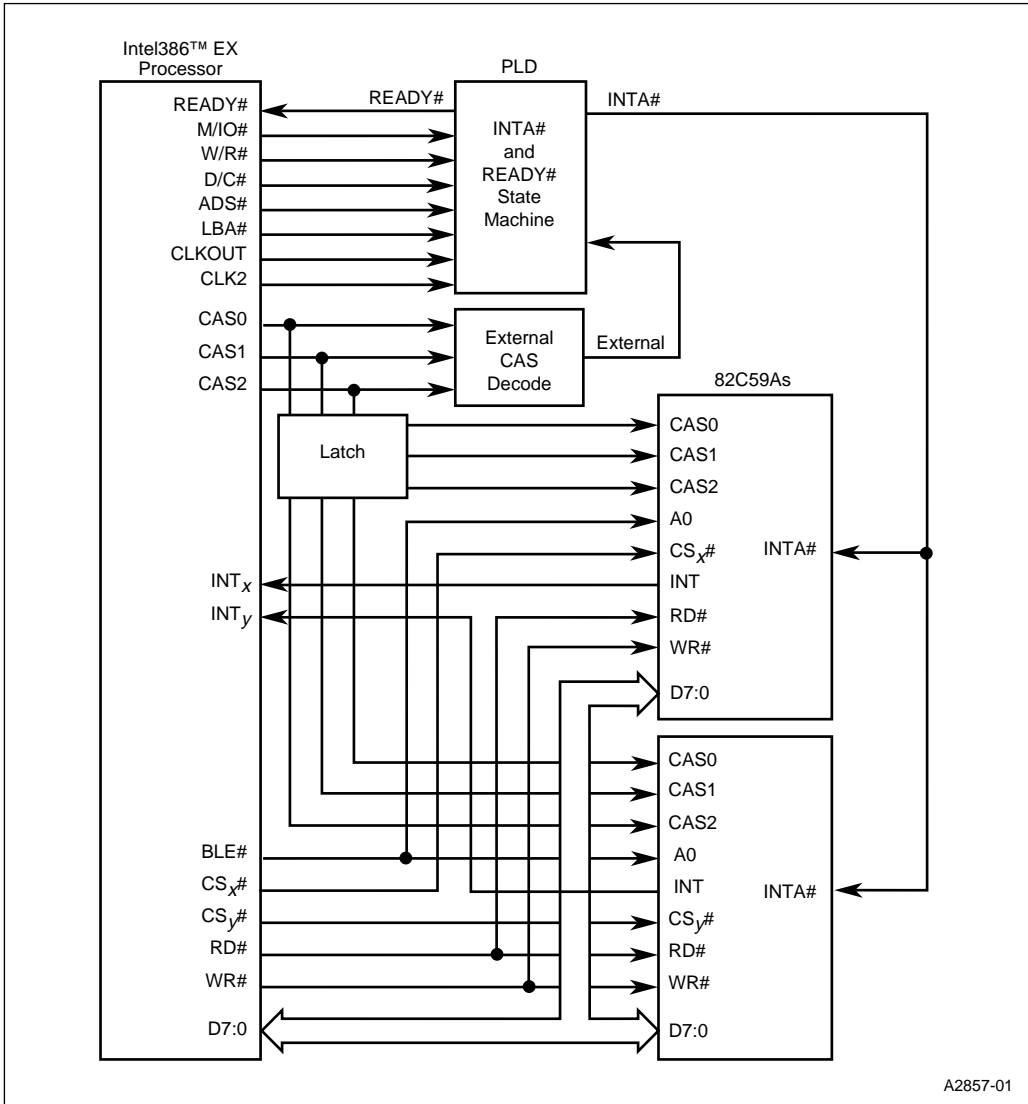 Intel386™ EX
Processor
READY#
M/IO#
W/R#
D/C#
ADS#
LBA#
CLKOUT
CLK2
CAS0
CAS1
CAS2
INTx
INTy
BLE#
CSx#
CSy#
RD#
WR#
D7:0
READY#
PLD
INTA#
and
READY#
State
Machine
INTA#
External
CAS
Decode
External
Latch
82C59As
CAS0
CAS1
CAS2
A0
CSx#
INT
RD#
WR#
D7:0
INTA#
CAS0
CAS1
CAS2
A0
INT
CSy#
RD#
WR#
D7:0
INTA#
A2857-01